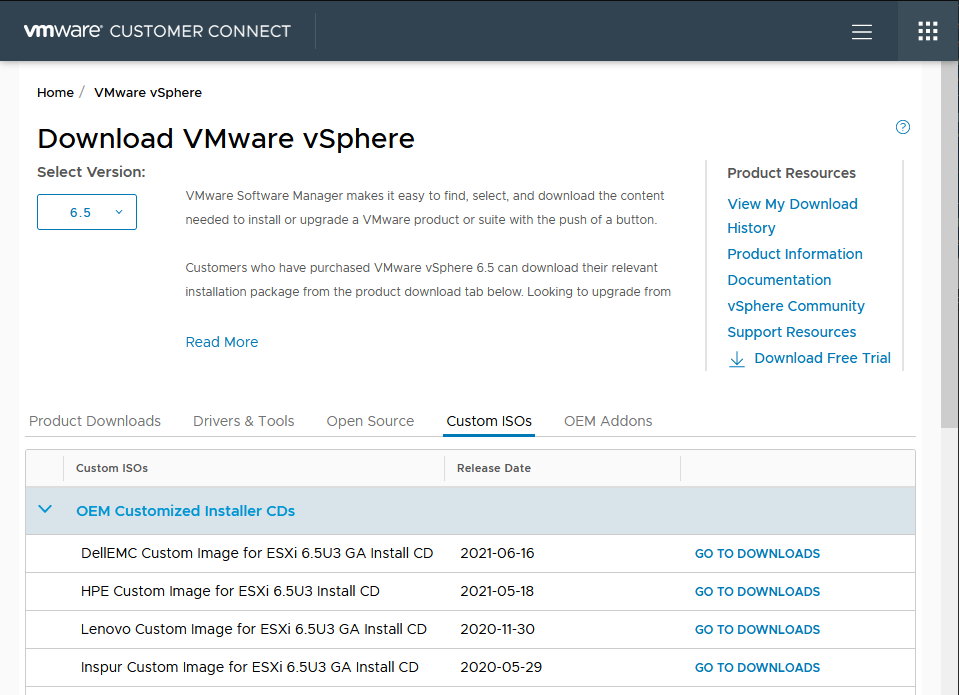 vmware® CUSTOMER CONNECT
Home / VMware vSphere
Download VMware vSphere
Select Version:
6.5
VMware Software Manager makes it easy to find, select, and download the content
needed to install or upgrade a VMware product or suite with the push of a button.
Customers who have purchased VMware vSphere 6.5 can download their relevant
installation package from the product download tab below. Looking to upgrade from
Read More
?
Product Resources
View My Download
History
Product Information
Documentation
vSphere Community
Support Resources
Download Free Trial
Product Downloads Drivers & Tools Open Source Custom ISOs OEM Addons
Custom ISOs Release Date
OEM Customized Installer CDs
DellEMC Custom Image for ESXi 6.5U3 GA Install CD 2021-06-16 GO TO DOWNLOADS
HPE Custom Image for ESXi 6.5U3 Install CD 2021-05-18 GO TO DOWNLOADS
Lenovo Custom Image for ESXi 6.5U3 GA Install CD 2020-11-30 GO TO DOWNLOADS
Inspur Custom Image for ESXi 6.5U3 GA Install CD 2020-05-29 GO TO DOWNLOADS